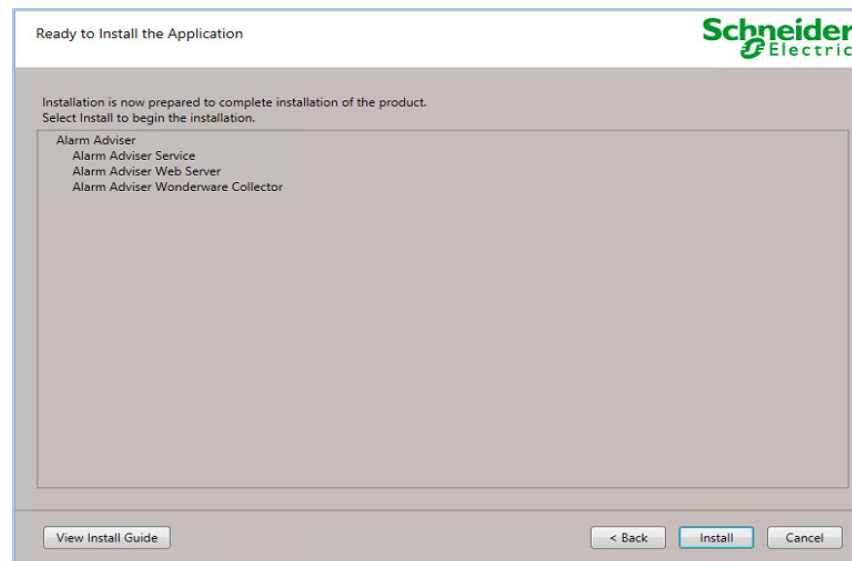 Ready to Install the Application
Schneider
Electric
Installation is now prepared to complete installation of the product.
Select Install to begin the installation.
Alarm Adviser
Alarm Adviser Service
Alarm Adviser Web Server
Alarm Adviser Wonderware Collector
View Install Guide
< Back
Install
Cancel